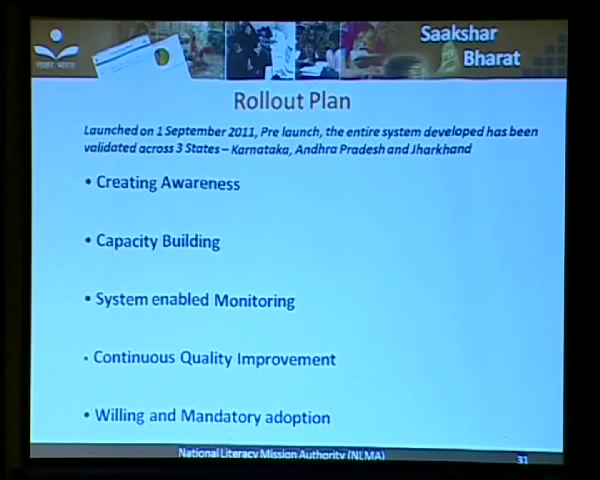 Saakshar
Bharat
साक्षर भारत
Rollout Plan
Launched on 1 September 2011, Pre launch, the entire system developed has been
validated across 3 States – Karnataka, Andhra Pradesh and Jharkhand
• Creating Awareness
• Capacity Building
• System enabled Monitoring
• Continuous Quality Improvement
• Willing and Mandatory adoption
National Literacy Mission Authority (NLMA)
31